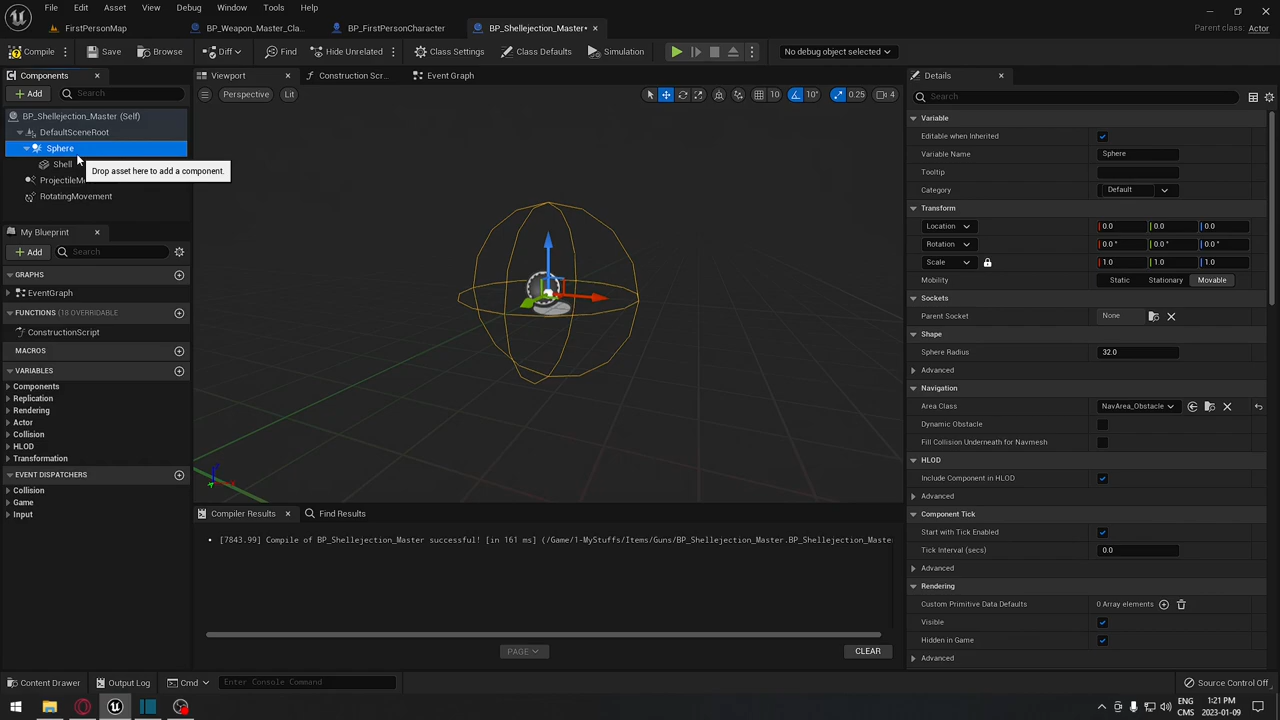 File
Edit
Asset
View
Debug
Window
Tools
Help
FirstPersonMap
BP_Weapon_Master_Cla...
BP_FirstPersonCharacter
BP_Shellejection_Master•
Parent class: Actor
Compile
Save
Browse
Diff
Find
Hide Unrelated
Class Settings
Class Defaults
Simulation
No debug object selected
Components
Add
Search
BP_Shellejection_Master (Self)
DefaultSceneRoot
Sphere
Shell
ProjectileM
RotatingMovement
Drop asset here to add a component.
My Blueprint
Add
Search
GRAPHS
EventGraph
FUNCTIONS (18 OVERRIDABLE
ConstructionScript
MACROS
VARIABLES
Components
Replication
Rendering
Actor
Collision
HLOD
Transformation
EVENT DISPATCHERS
Collision
Game
Input
Viewport
Construction Scr...
Event Graph
Perspective
Lit
10
10°
0.25
4
Compiler Results
Find Results
• [7843.99] Compile of BP_Shellejection_Master successful! [in 161 ms] (/Game/1-MyStuffs/Items/Guns/BP_Shellejection_Master.BP_Shellejection_Maste
PAGE
CLEAR
Details
Search
Variable
Editable when Inherited
Variable Name
Sphere
Tooltip
Category
Default
Transform
Location
0.0
0.0
0.0
Rotation
0.0 °
0.0 °
0.0 °
Scale
1.0
1.0
1.0
Mobility
Static
Stationary
Movable
Sockets
Parent Socket
None
Shape
Sphere Radius
32.0
Advanced
Navigation
Area Class
NavArea_Obstacle
Dynamic Obstacle
Fill Collision Underneath for Navmesh
HLOD
Include Component in HLOD
Advanced
Component Tick
Start with Tick Enabled
Tick Interval (secs)
0.0
Advanced
Rendering
Custom Primitive Data Defaults
0 Array elements
Visible
Hidden in Game
Advanced
Content Drawer
Output Log
Cmd
Enter Console Command
Source Control Off
ENG
CMS
1:21 PM
2023-01-09